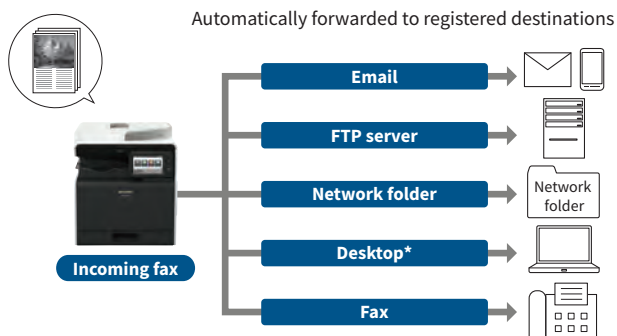 Automatically forwarded to registered destinations
Email
FTP server
Network folder
Network
folder
Desktop*
Incoming fax
Fax